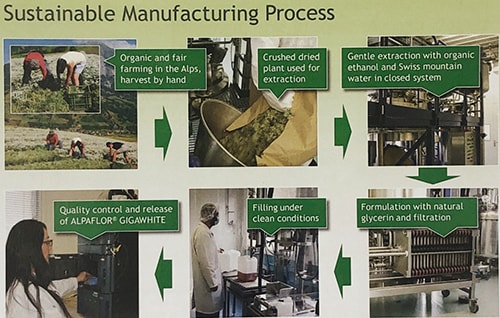 Sustainable Manufacturing Process
Organic and fair
farming in the Alps,
harvest by hand
Crushed dried
plant used for
extraction
Gentle extraction with organic
ethanol and Swiss mountain
water in closed system
Formulation with natural
glycerin and filtration
Filling under
clean conditions
Quality control and release
of ALPAFLOR® GIGAWHITE